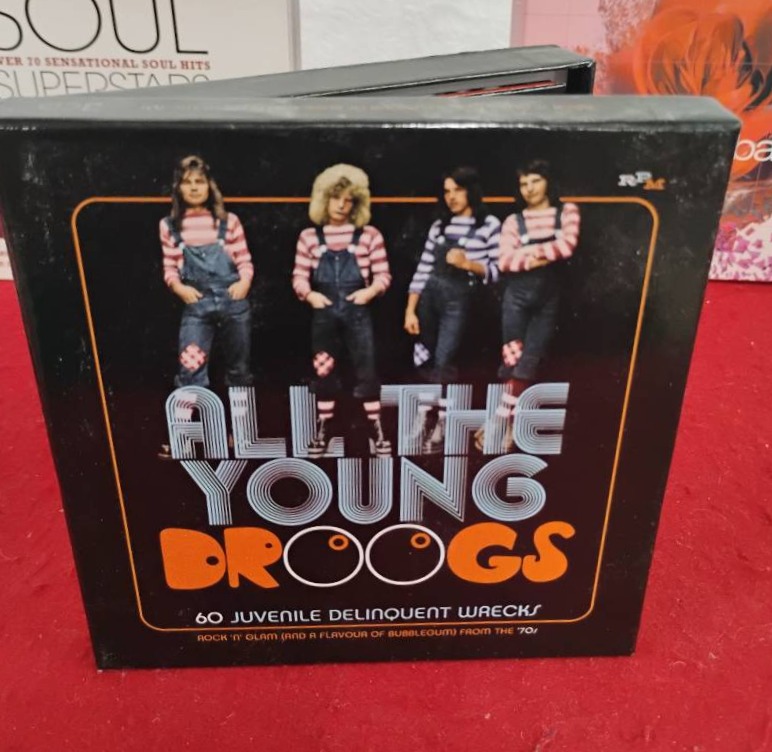 SOUL
VER 70 SENSATIONAL SOUL HITS
SUPERSTARS
RPM
ALL THE
YOUNG
DROOGS
60 JUVENILE DELINQUENT WRECKS
ROCK 'N' GLAM (AND A FLAVOUR OF BUBBLEGUM) FROM THE '70s